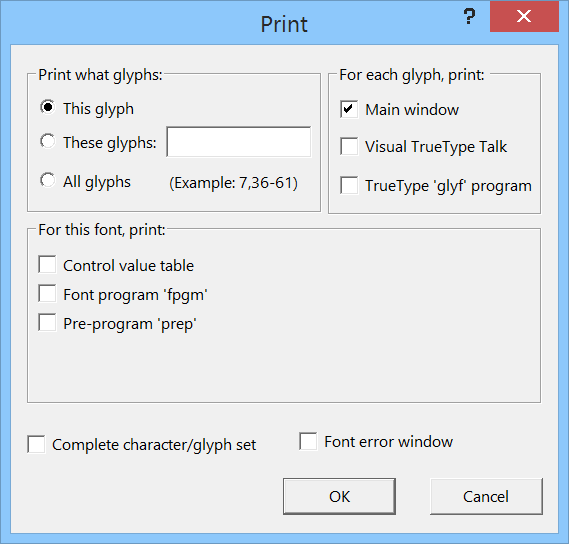 Print
?
Print what glyphs:
This glyph
These glyphs:
All glyphs (Example: 7,36-61)
For each glyph, print:
Main window
Visual TrueType Talk
TrueType 'glyf' program
For this font, print:
Control value table
Font program 'fpgm'
Pre-program 'prep'
Complete character/glyph set
Font error window
OK
Cancel